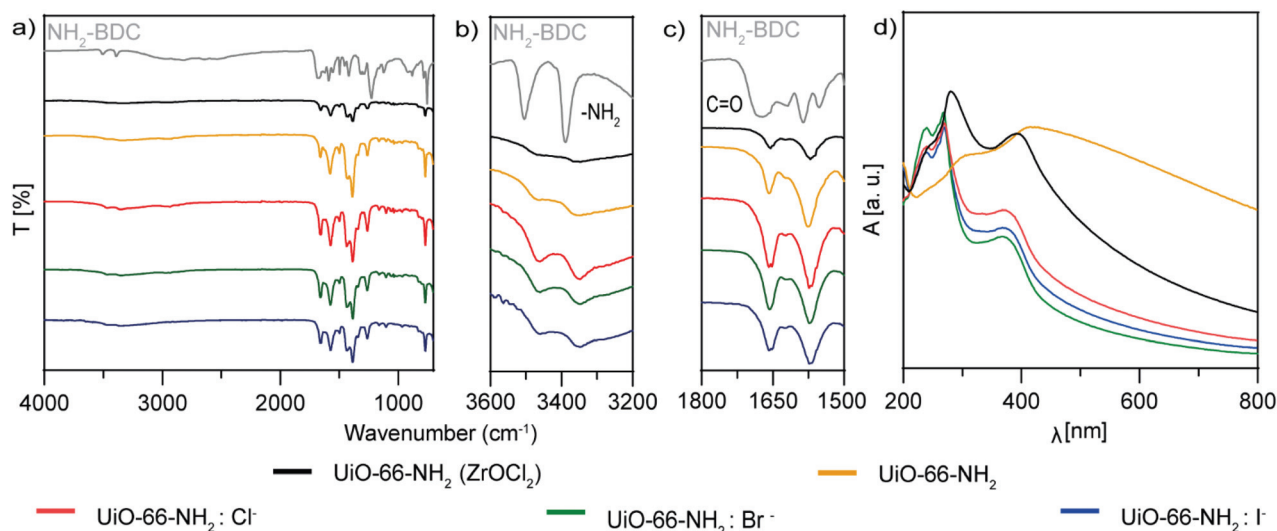 a)
NH₂-BDC
T [%]
4000 3000 2000 1000
b)
NH₂-BDC
-NH₂
3600 3400 3200
c)
NH₂-BDC
C=O
1800 1650 1500
d)
A [a. u.]
200 400 600 800
λ [nm]
Wavenumber (cm⁻¹)
UiO-66-NH₂ (ZrOCl₂)
UiO-66-NH₂
UiO-66-NH₂ : Cl⁻
UiO-66-NH₂ : Br⁻
UiO-66-NH₂ : I⁻